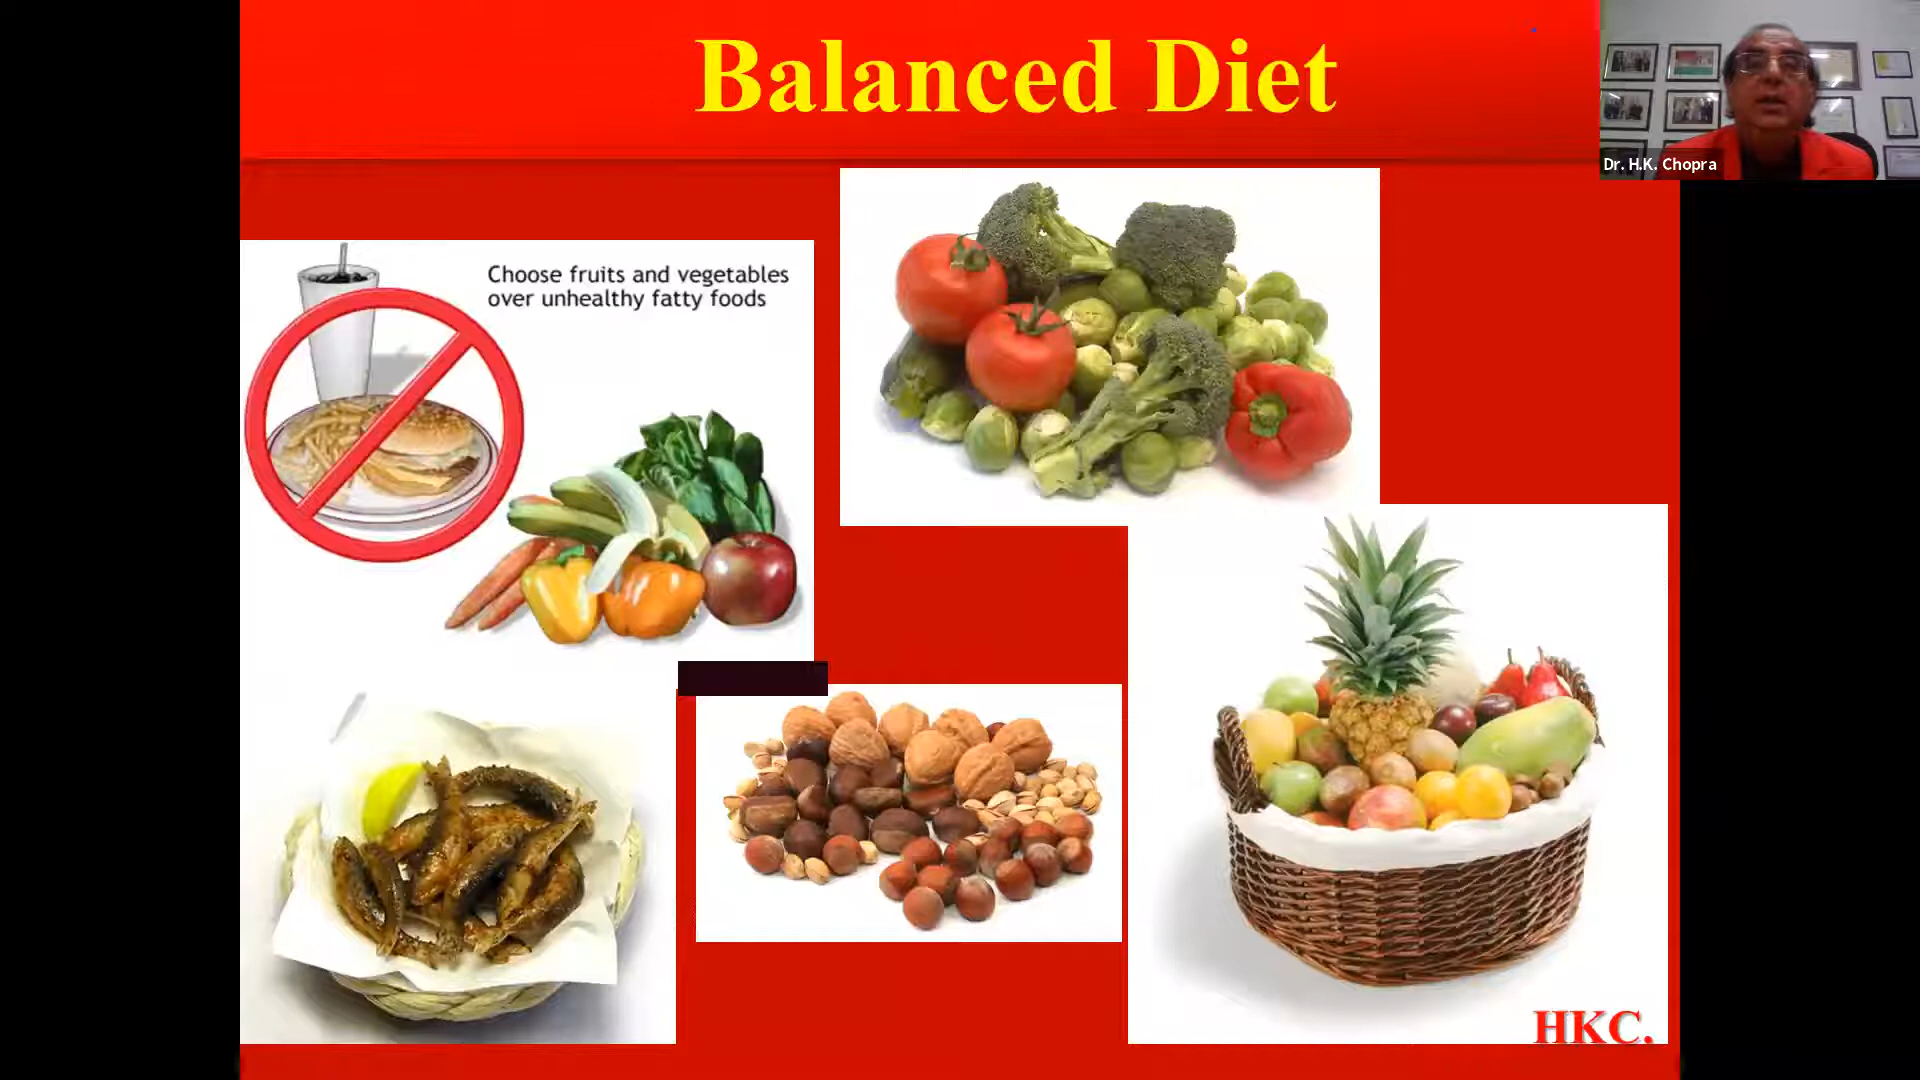 Balanced Diet
Dr. H.K. Chopra
Choose fruits and vegetables
over unhealthy fatty foods
HKC.